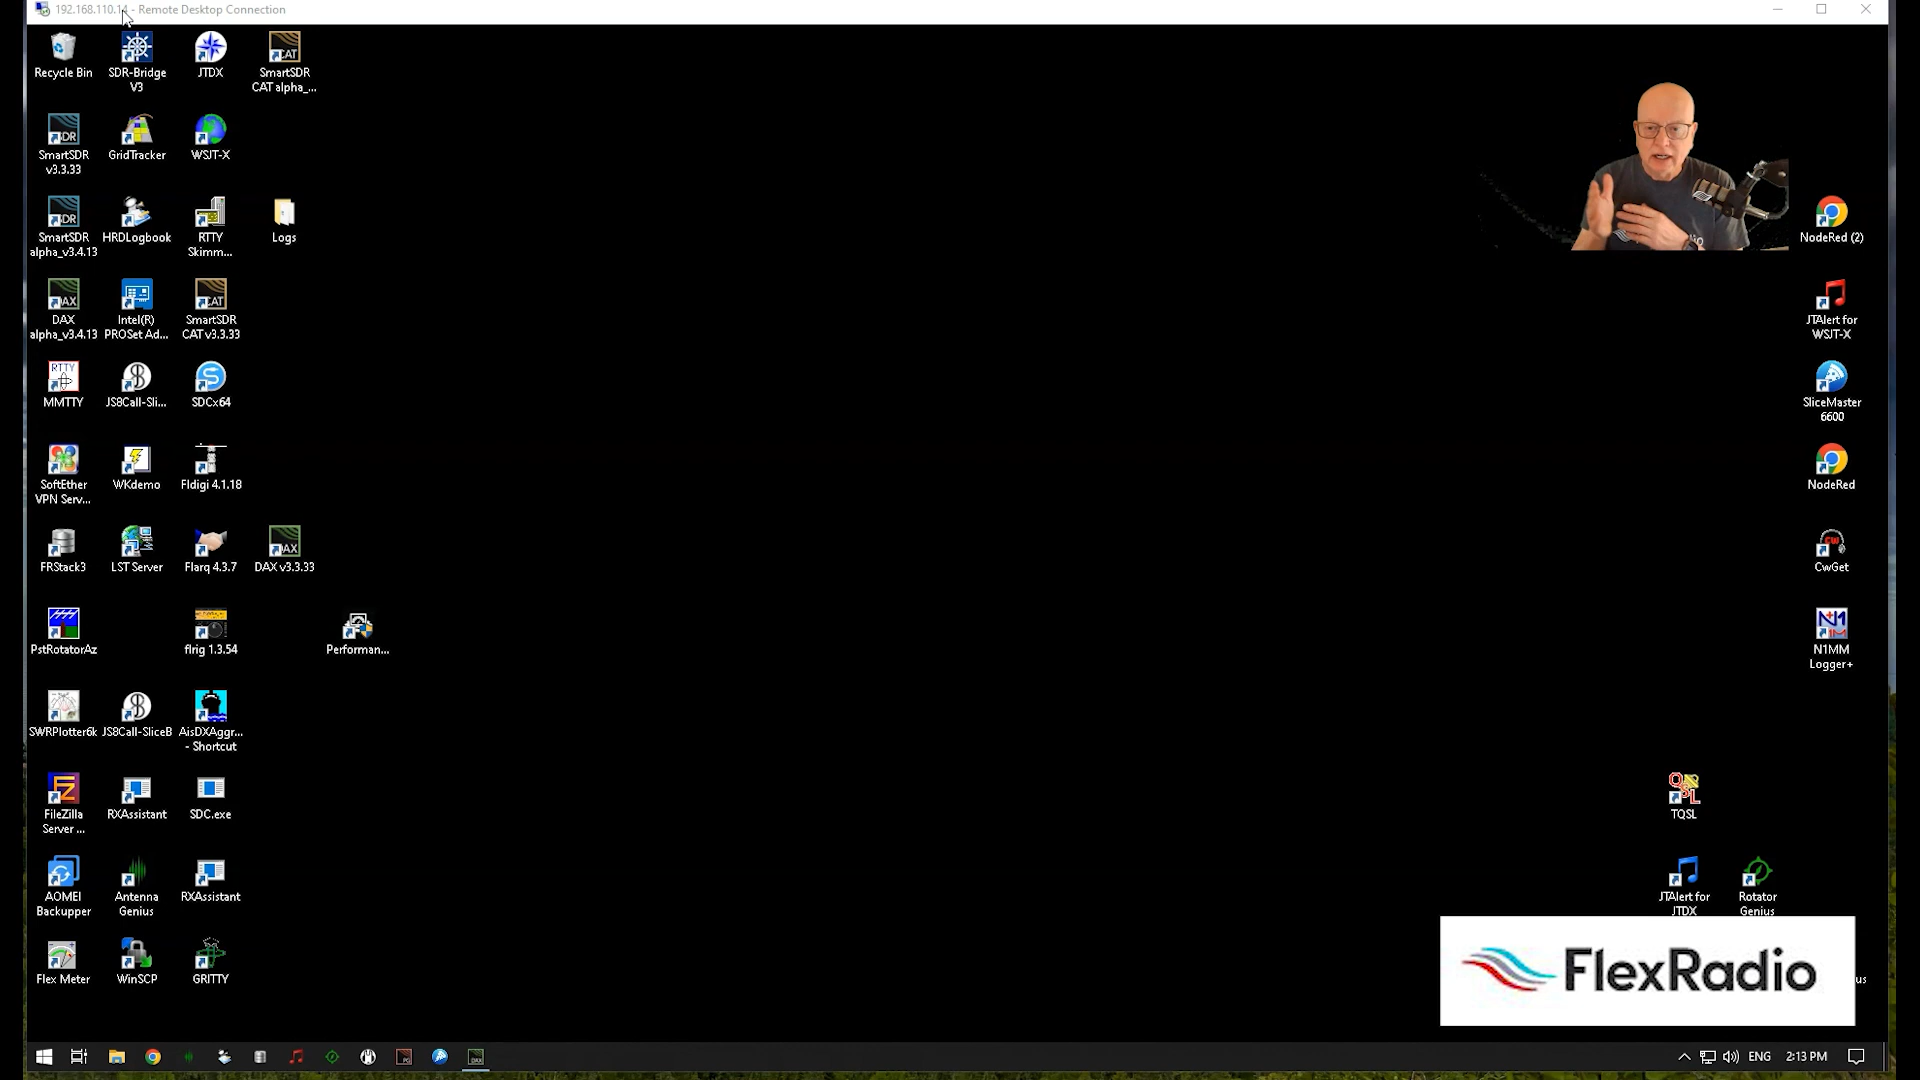 192.168.110.14 - Remote Desktop Connection
Recycle Bin
SDR-Bridge
V3
JTDX
SmartSDR
CAT alpha_...
SmartSDR
v3.3.33
GridTracker
WSJT-X
SmartSDR
alpha_v3.4.13
HRDLogbook
RTTY
Skimm...
Logs
NodeRed (2)
DAX
alpha_v3.4.13
Intel(R)
PROSet Ad...
SmartSDR
CAT v3.3.33
JTAlert for
WSJT-X
MMTTY
JS8Call-Sli...
SDCx64
SliceMaster
6600
SoftEther
VPN Serv...
WKdemo
Fldigi 4.1.18
NodeRed
FRStack3
LST Server
Flarq 4.3.7
DAX v3.3.33
CwGet
PstRotatorAz
flrig 1.3.54
Performan...
N1MM
Logger+
SWRPlotter6k
JS8Call-SliceB
AisDXAggr...
- Shortcut
FileZilla
Server ...
RXAssistant
SDC.exe
TQSL
AOMEI
Backupper
Antenna
Genius
RXAssistant
JTAlert for
JTDX
Rotator
Genius
Flex Meter
WinSCP
GRITTY
FlexRadio
us
ENG
2:13 PM